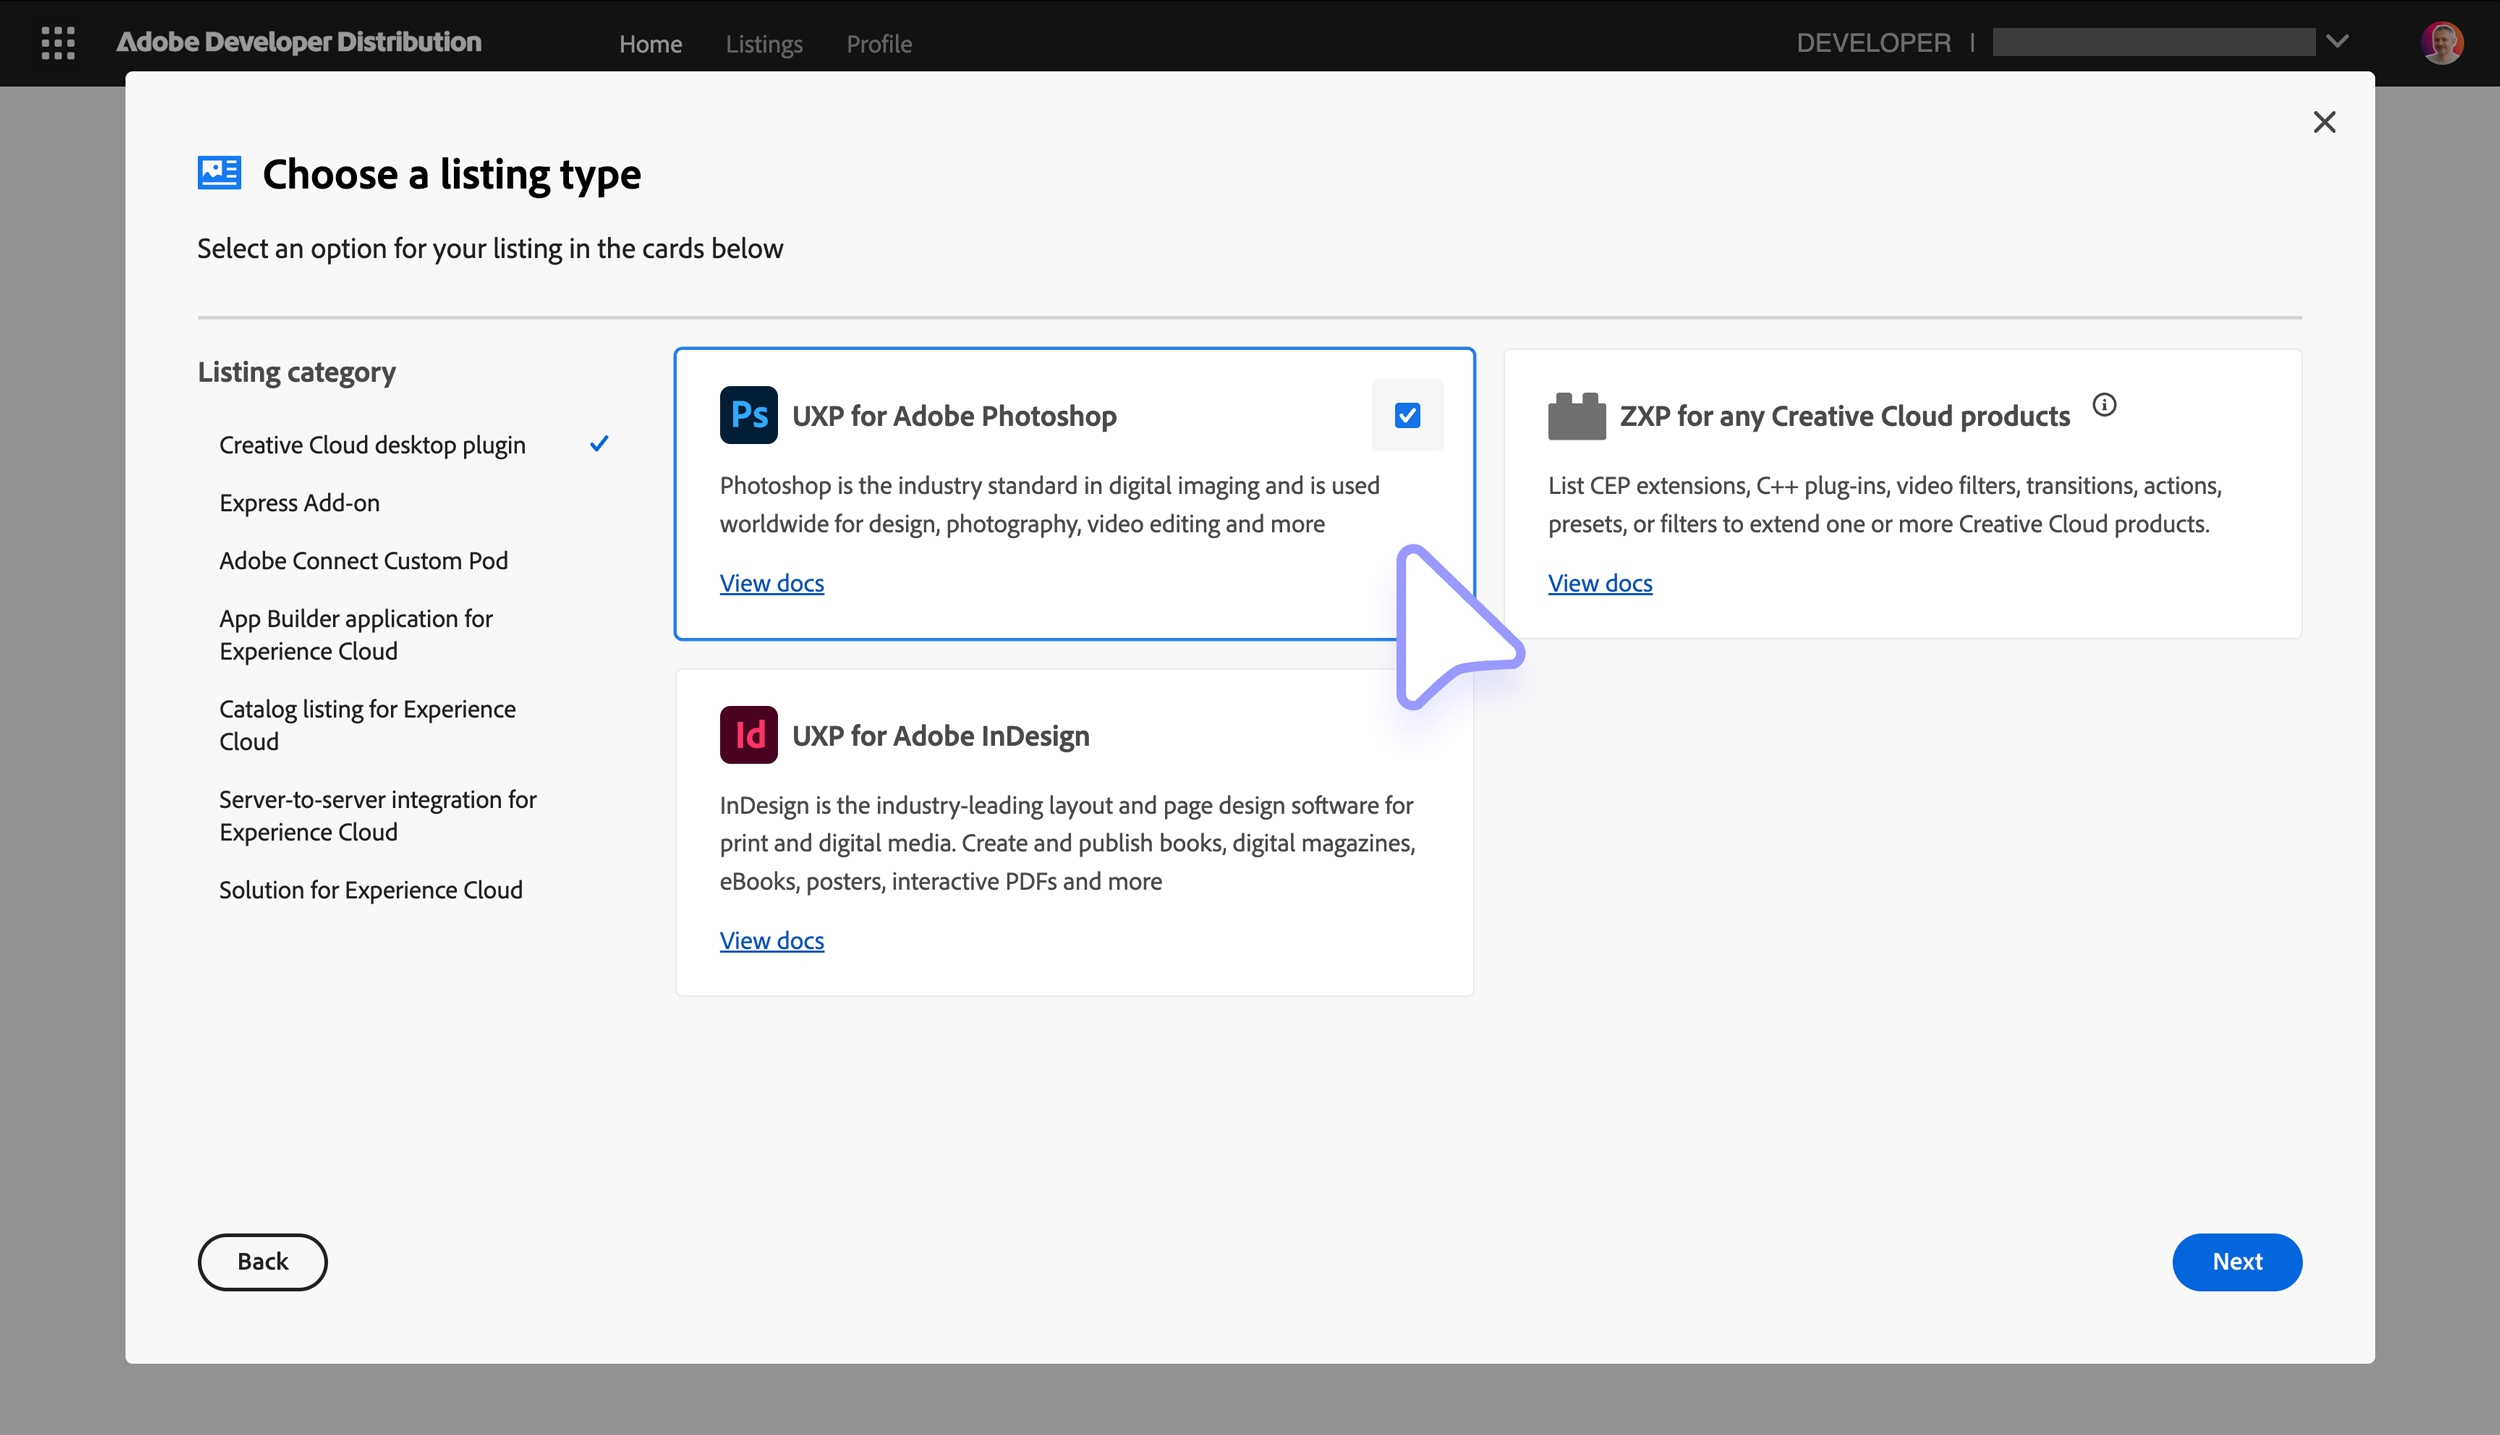 Adobe Developer Distribution
Home
Listings
Profile
DEVELOPER |
Choose a listing type
Select an option for your listing in the cards below
Listing category
Creative Cloud desktop plugin
Express Add-on
Adobe Connect Custom Pod
App Builder application for
Experience Cloud
Catalog listing for Experience
Cloud
Server-to-server integration for
Experience Cloud
Solution for Experience Cloud
Ps
UXP for Adobe Photoshop
Photoshop is the industry standard in digital imaging and is used
worldwide for design, photography, video editing and more
View docs
ZXP for any Creative Cloud products
List CEP extensions, C++ plug-ins, video filters, transitions, actions,
presets, or filters to extend one or more Creative Cloud products.
View docs
Id
UXP for Adobe InDesign
InDesign is the industry-leading layout and page design software for
print and digital media. Create and publish books, digital magazines,
eBooks, posters, interactive PDFs and more
View docs
Back
Next